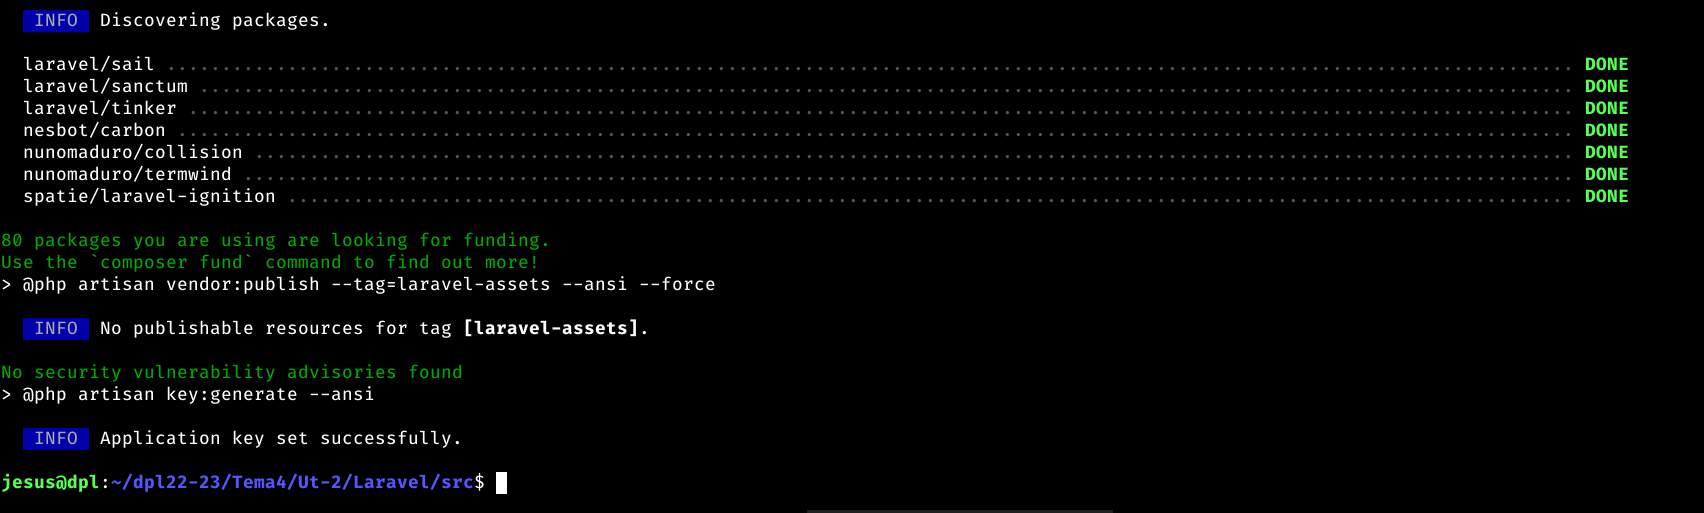 INFO Discovering packages.
laravel/sail ........................................................................................................................ DONE
laravel/sanctum ..................................................................................................................... DONE
laravel/tinker ...................................................................................................................... DONE
nesbot/carbon ....................................................................................................................... DONE
nunomaduro/collision ................................................................................................................ DONE
nunomaduro/termwind ................................................................................................................. DONE
spatie/laravel-ignition ............................................................................................................. DONE
80 packages you are using are looking for funding.
Use the `composer fund` command to find out more!
> @php artisan vendor:publish --tag=laravel-assets --ansi --force
INFO No publishable resources for tag [laravel-assets].
No security vulnerability advisories found
> @php artisan key:generate --ansi
INFO Application key set successfully.
jesus@dpl:~/dpl22-23/Tema4/Ut-2/Laravel/src$